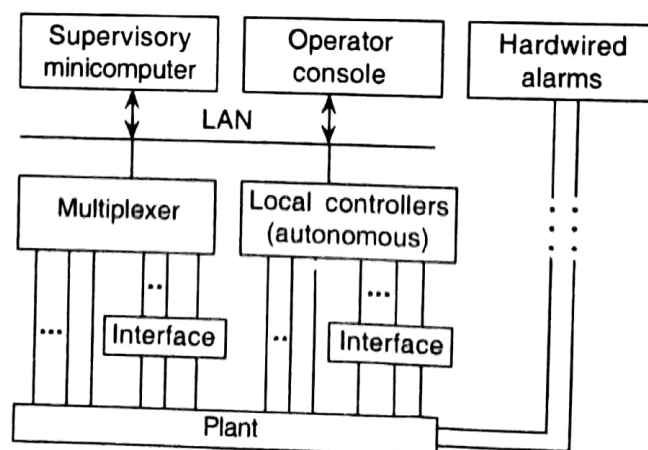 Supervisory
minicomputer
Operator
console
Hardwired
alarms
LAN
Multiplexer
Local controllers
(autonomous)
Interface
Interface
Plant